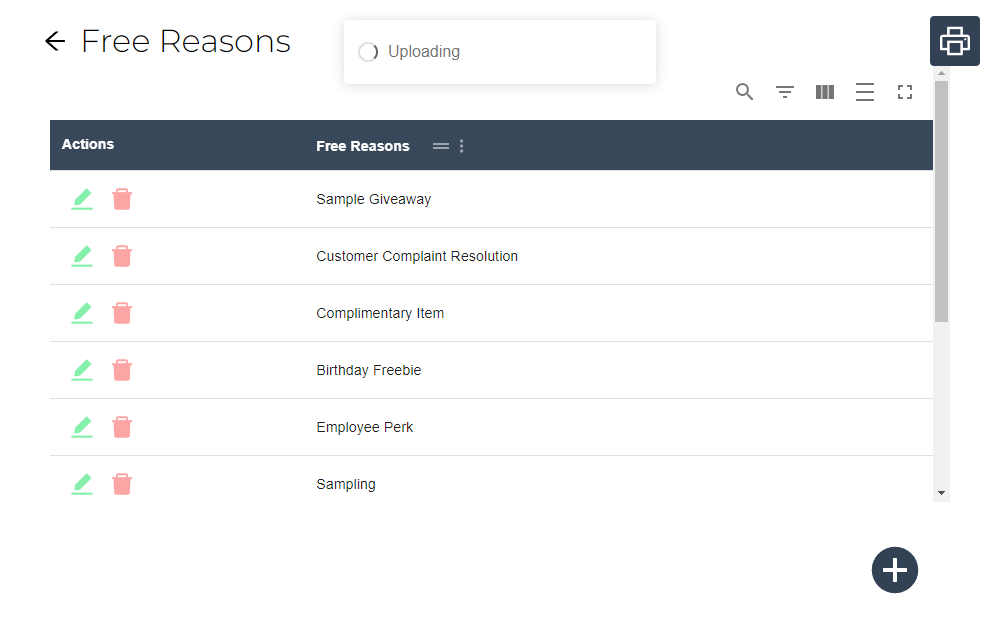 Free Reasons
Uploading
Actions
Free Reasons
Sample Giveaway
Customer Complaint Resolution
Complimentary Item
Birthday Freebie
Employee Perk
Sampling